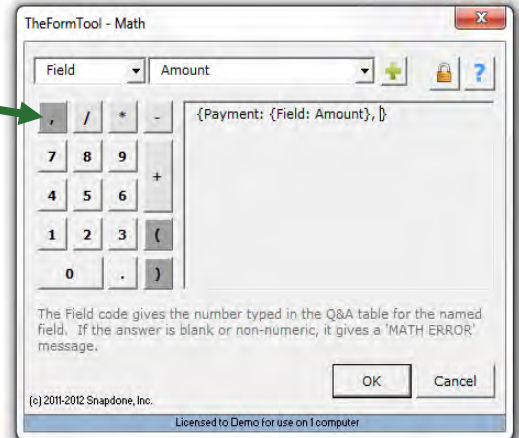 TheFormTool - Math
x
Field Amount ?
, / * - {Payment: {Field: Amount}, }
7 8 9
+
4 5 6
1 2 3 (
0 . )
The Field code gives the number typed in the Q&A table for the named
field. If the answer is blank or non-numeric, it gives a 'MATH ERROR'
message.
OK Cancel
(c) 2011-2012 Snapdone, Inc.
Licensed to Demo for use on 1 computer